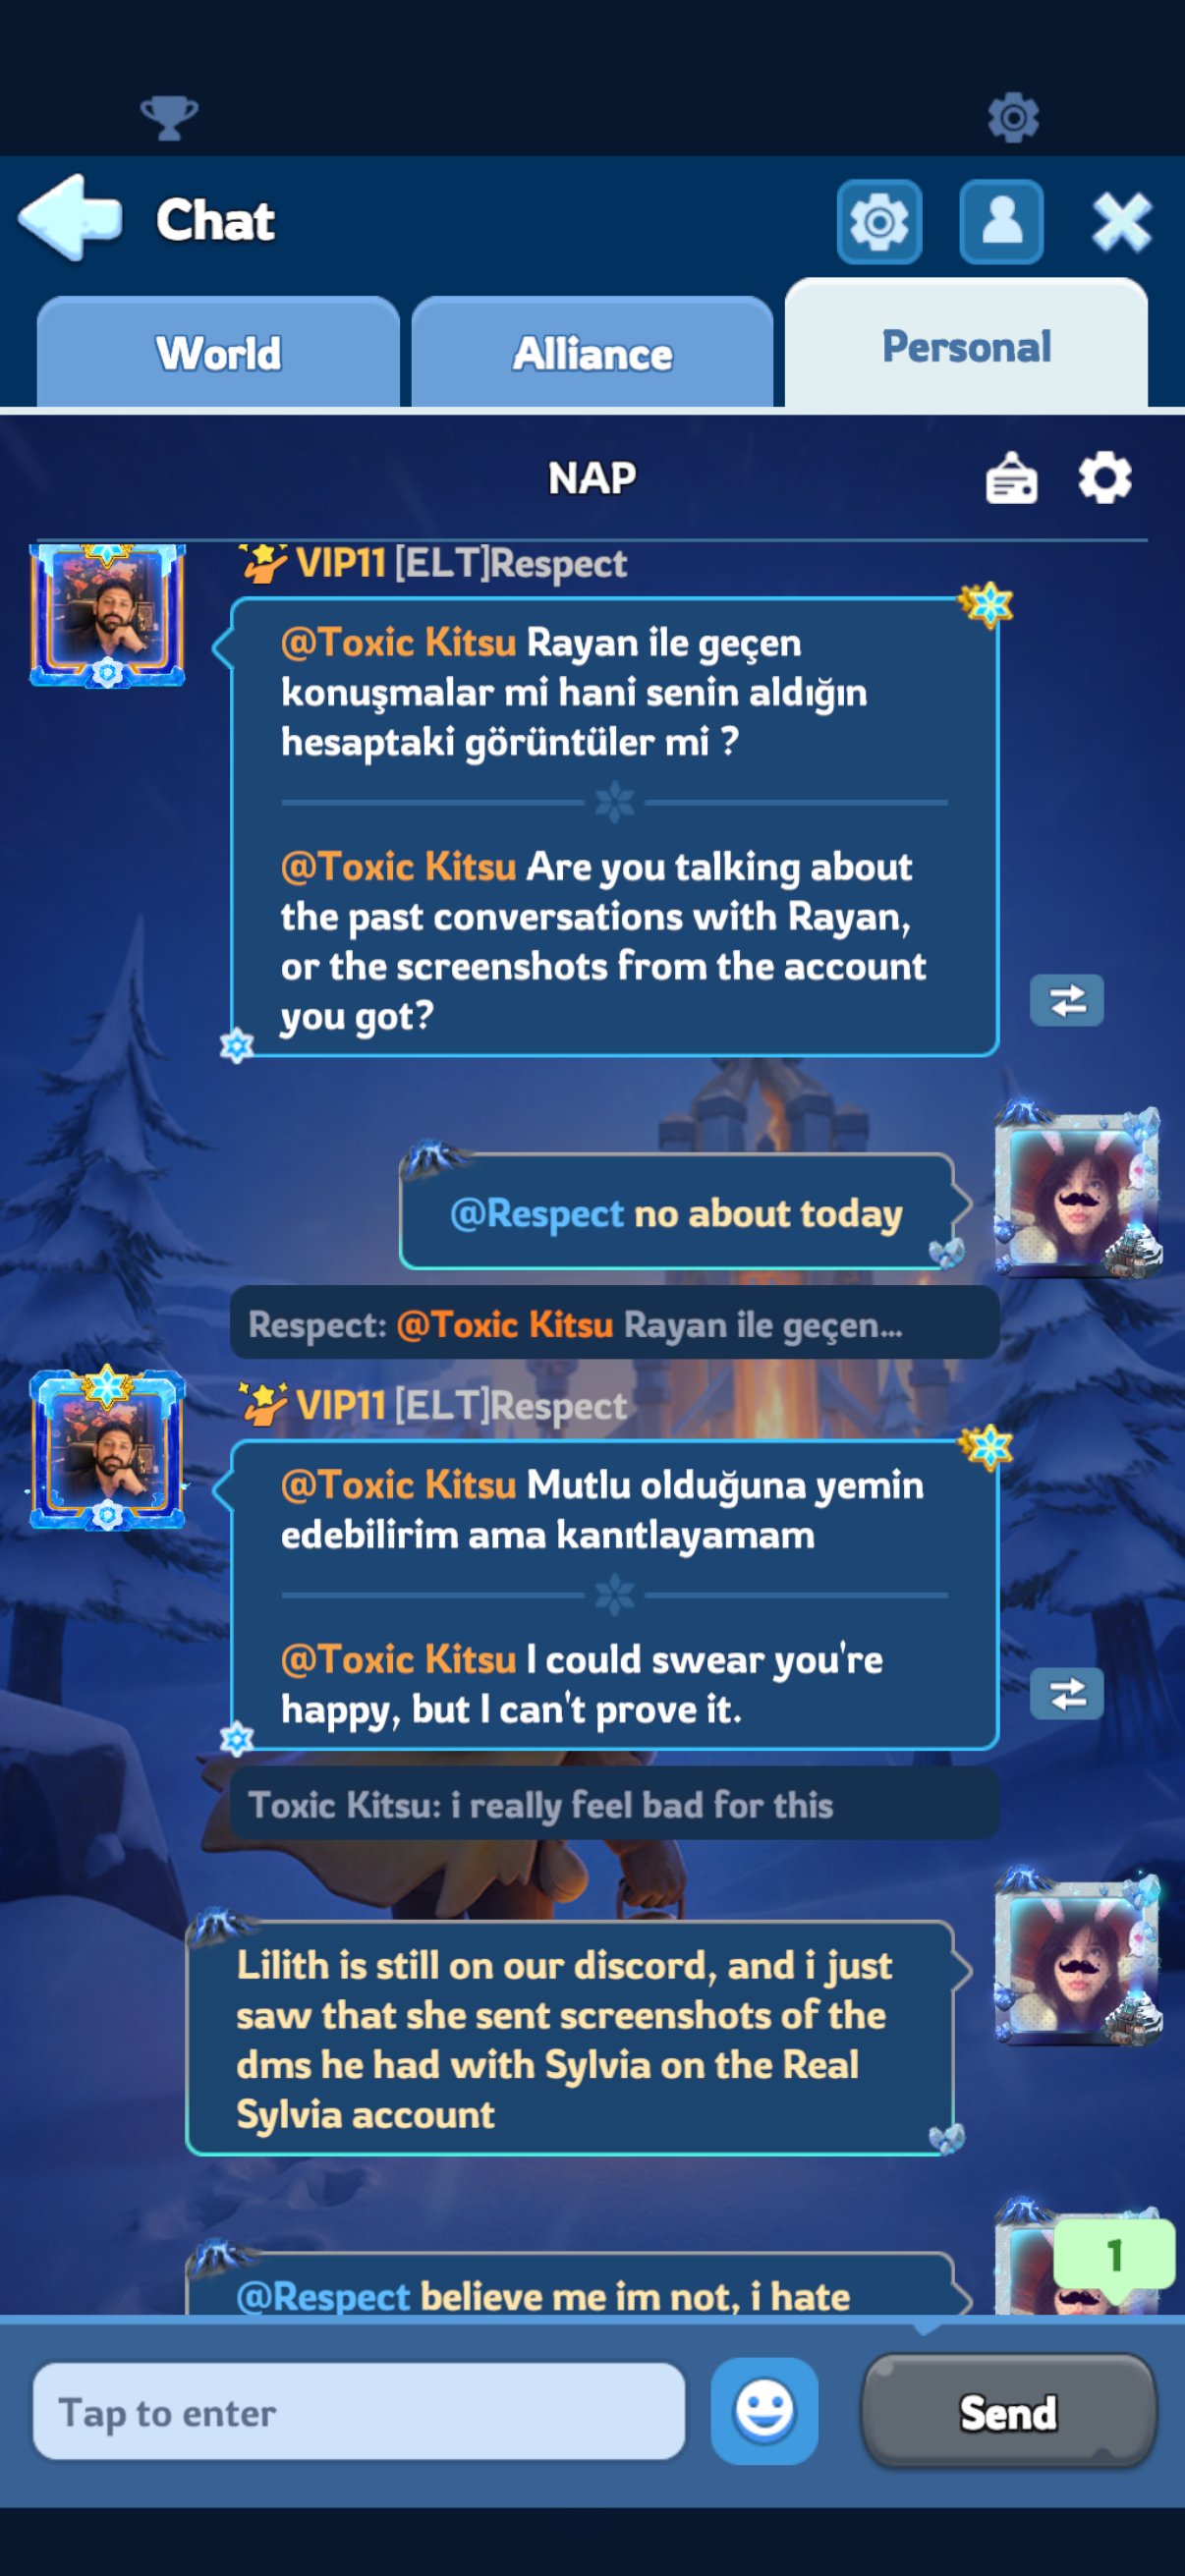 Chat
World
Alliance
Personal
NAP
VIP11 [ELT]Respect
@Toxic Kitsu Rayan ile geçen
konuşmalar mi hani senin aldığın
hesaptaki görüntüler mi ?
@Toxic Kitsu Are you talking about
the past conversations with Rayan,
or the screenshots from the account
you got?
@Respect no about today
Respect: @Toxic Kitsu Rayan ile geçen...
VIP11 [ELT]Respect
@Toxic Kitsu Mutlu olduğuna yemin
edebilirim ama kanıtlayamam
@Toxic Kitsu I could swear you're
happy, but I can't prove it.
Toxic Kitsu: i really feel bad for this
Lilith is still on our discord, and i just
saw that she sent screenshots of the
dms he had with Sylvia on the Real
Sylvia account
@Respect believe me im not, i hate
1
Tap to enter
Send